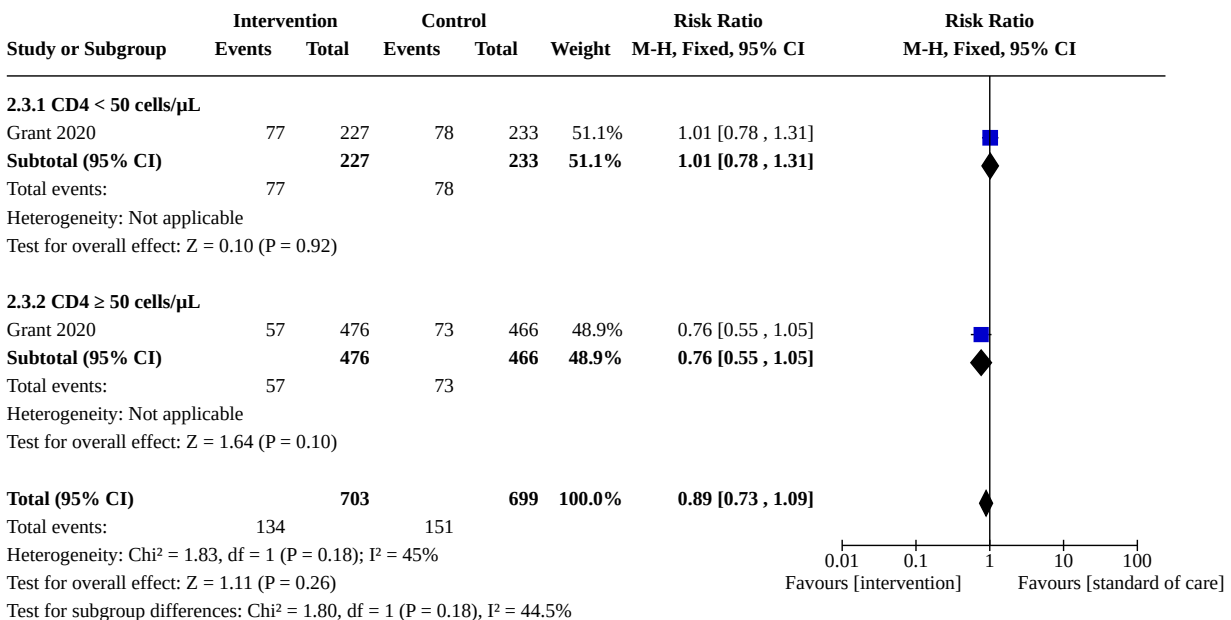 Intervention Control Risk Ratio Risk Ratio
Study or Subgroup Events Total Events Total Weight M-H, Fixed, 95% CI M-H, Fixed, 95% CI
2.3.1 CD4 < 50 cells/µL
Grant 2020 77 227 78 233 51.1% 1.01 [0.78 , 1.31]
Subtotal (95% CI) 227 233 51.1% 1.01 [0.78 , 1.31]
Total events: 77 78
Heterogeneity: Not applicable
Test for overall effect: Z = 0.10 (P = 0.92)
2.3.2 CD4 ≥ 50 cells/µL
Grant 2020 57 476 73 466 48.9% 0.76 [0.55 , 1.05]
Subtotal (95% CI) 476 466 48.9% 0.76 [0.55 , 1.05]
Total events: 57 73
Heterogeneity: Not applicable
Test for overall effect: Z = 1.64 (P = 0.10)
Total (95% CI) 703 699 100.0% 0.89 [0.73 , 1.09]
Total events: 134 151
Heterogeneity: Chi² = 1.83, df = 1 (P = 0.18); I² = 45% 0.01 0.1 1 10 100
Test for overall effect: Z = 1.11 (P = 0.26) Favours [intervention] Favours [standard of care]
Test for subgroup differences: Chi² = 1.80, df = 1 (P = 0.18), I² = 44.5%